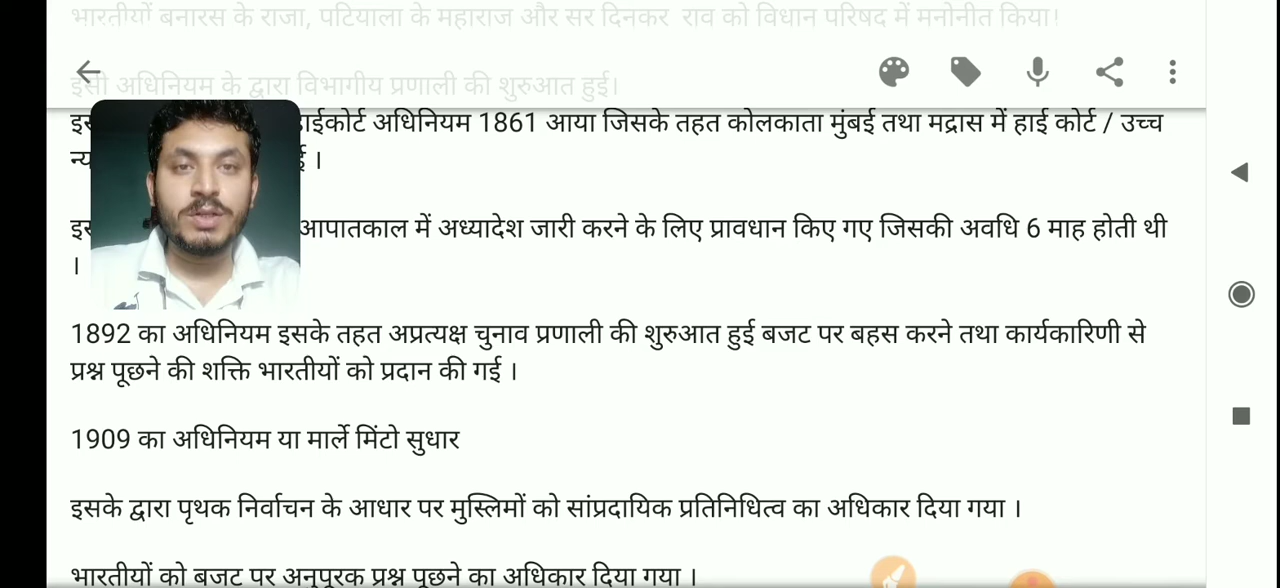 भारतीयों बनारस के राजा, पटियाला के महाराज और सर दिनकर राव को विधान परिषद में मनोनीत किया!
इसी अधिनियम के द्वारा विभागीय प्रणाली की शुरुआत हुई।
इस हाईकोर्ट अधिनियम 1861 आया जिसके तहत कोलकाता मुंबई तथा मद्रास में हाई कोर्ट / उच्च
न्य ई ।
इस आपातकाल में अध्यादेश जारी करने के लिए प्रावधान किए गए जिसकी अवधि 6 माह होती थी
।
1892 का अधिनियम इसके तहत अप्रत्यक्ष चुनाव प्रणाली की शुरुआत हुई बजट पर बहस करने तथा कार्यकारिणी से
प्रश्न पूछने की शक्ति भारतीयों को प्रदान की गई ।
1909 का अधिनियम या मार्ले मिंटो सुधार
इसके द्वारा पृथक निर्वाचन के आधार पर मुस्लिमों को सांप्रदायिक प्रतिनिधित्व का अधिकार दिया गया ।
भारतीयों को बजट पर अनुपूरक प्रश्न पूछने का अधिकार दिया गया ।